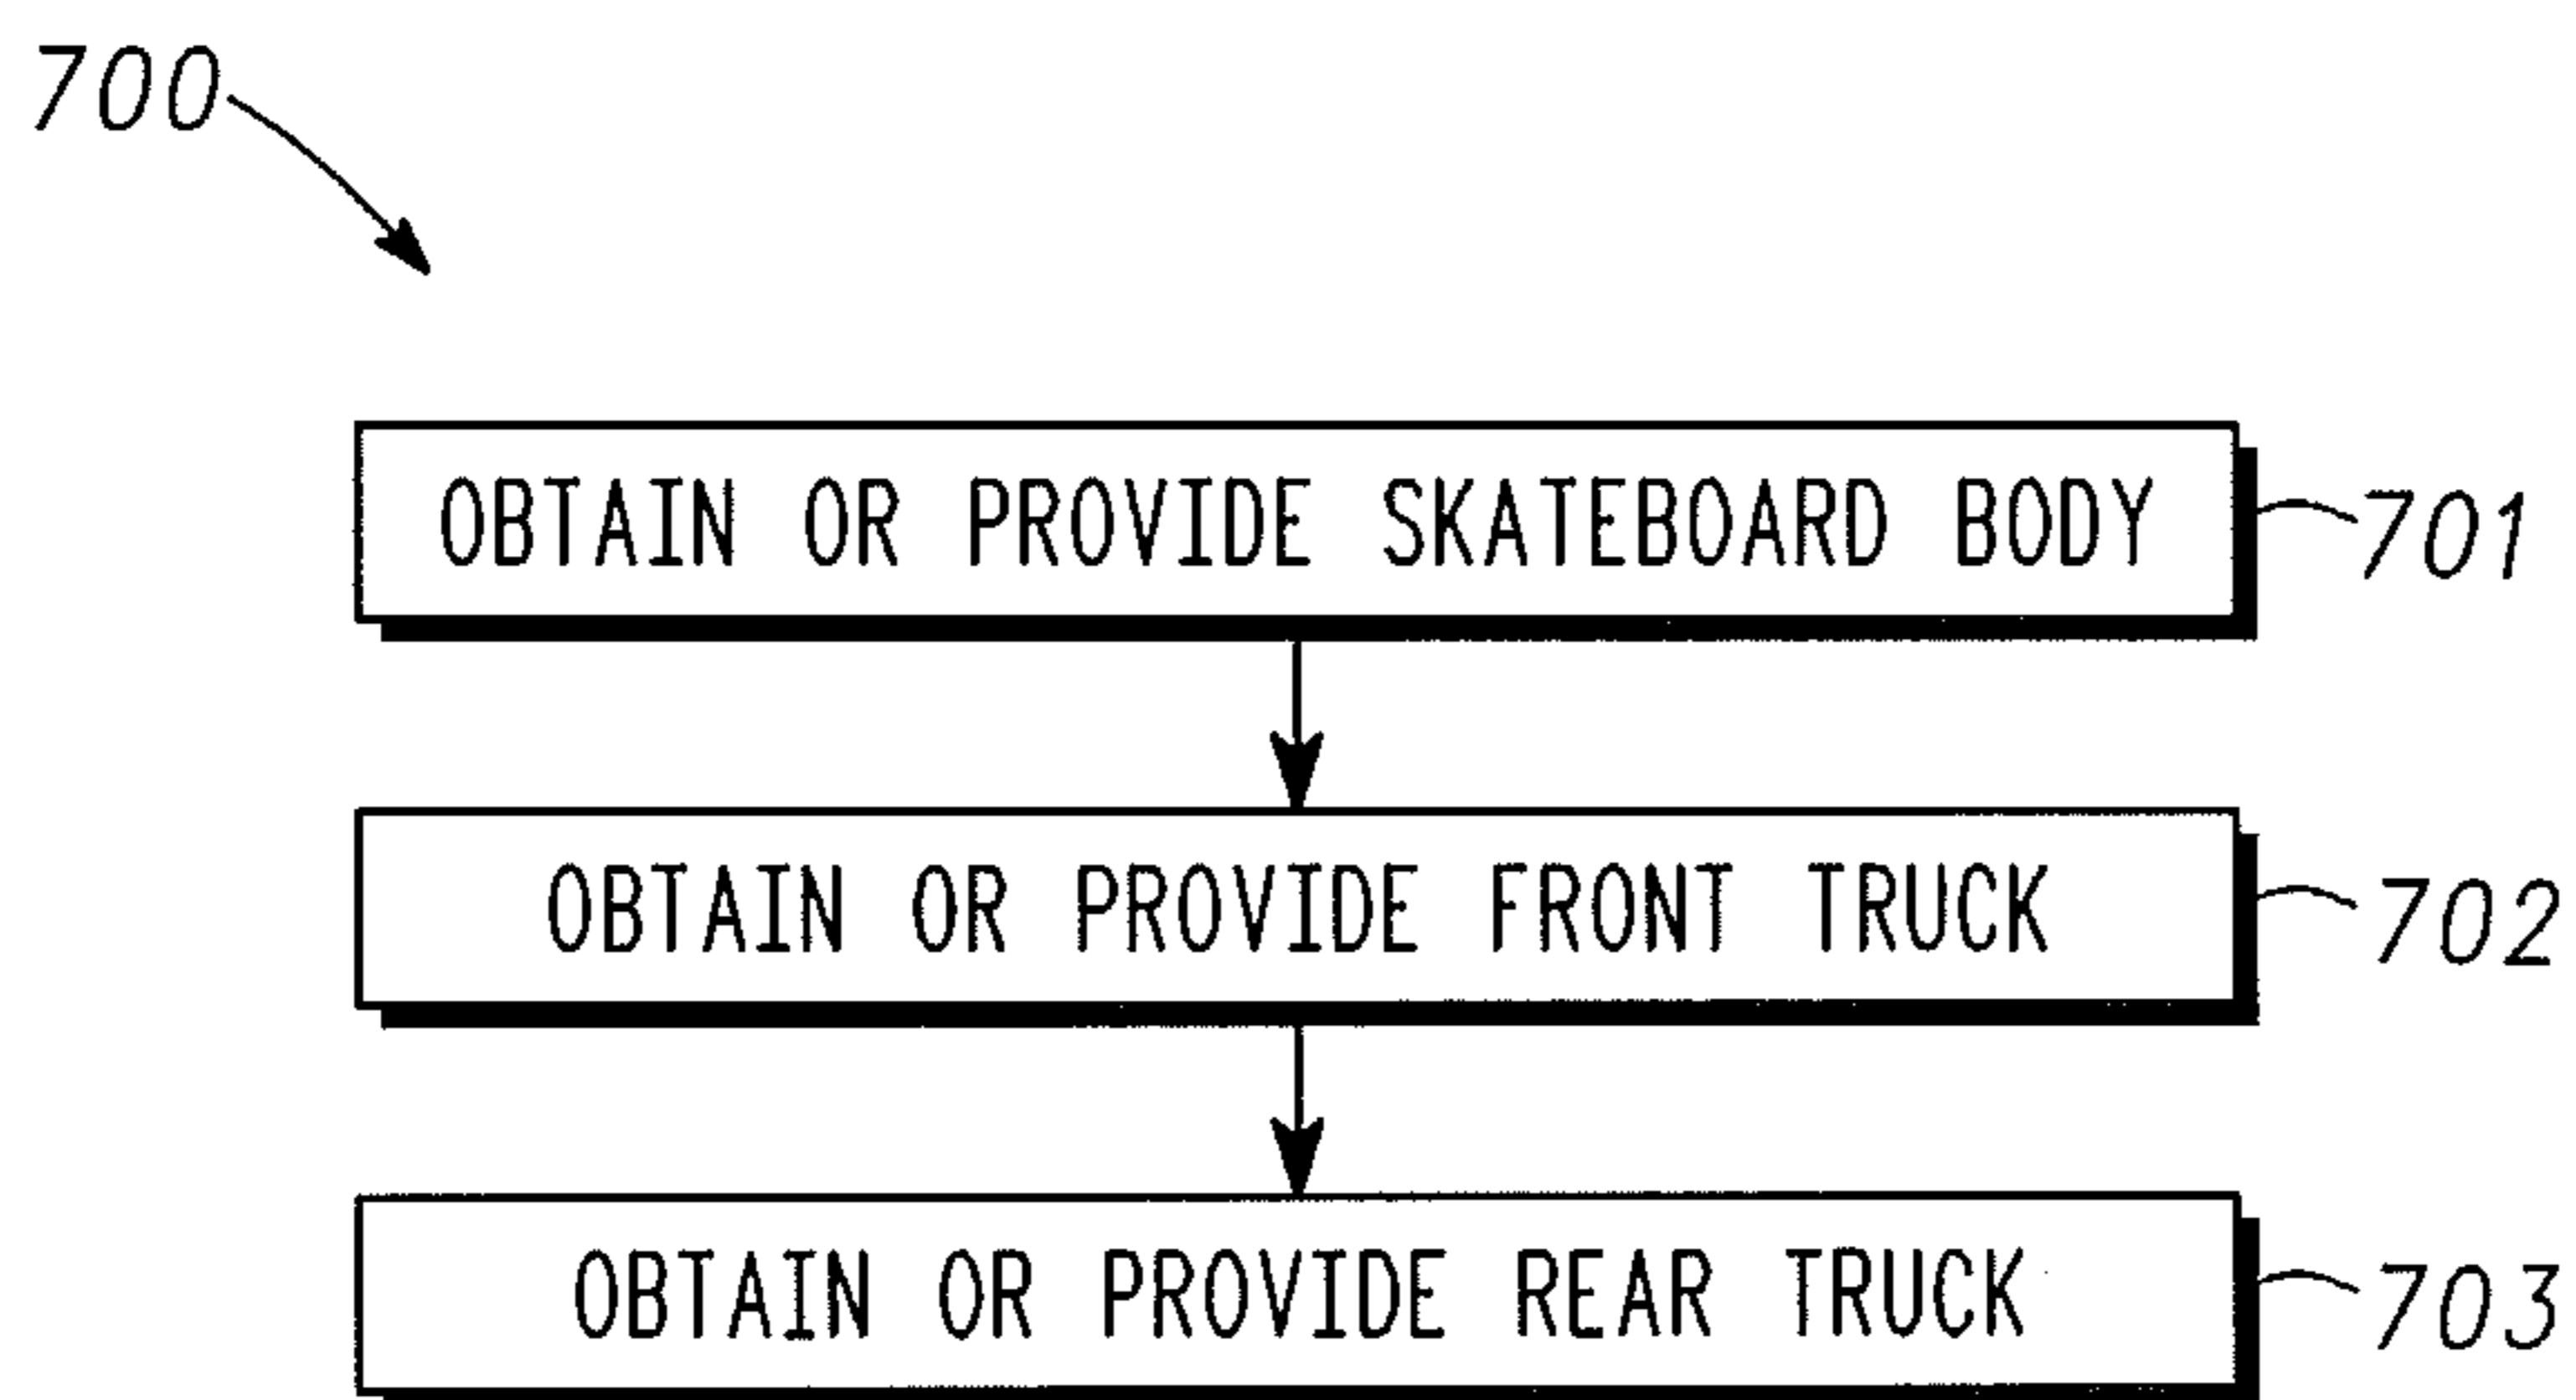 700
OBTAIN OR PROVIDE SKATEBOARD BODY
701
OBTAIN OR PROVIDE FRONT TRUCK
702
OBTAIN OR PROVIDE REAR TRUCK
703